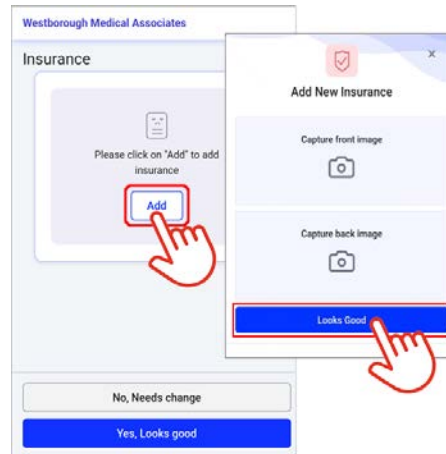 Westborough Medical Associates
Insurance
Please click on "Add" to add
insurance
Add
No, Needs change
Yes, Looks good
x
Add New Insurance
Capture front image
Capture back image
Looks Good